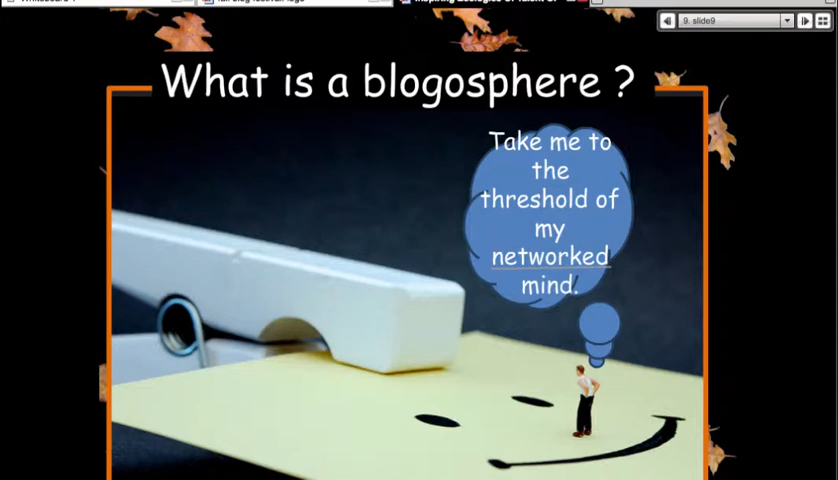 9. slide9
What is a blogosphere ?
Take me to
the
threshold of
my
networked
mind.